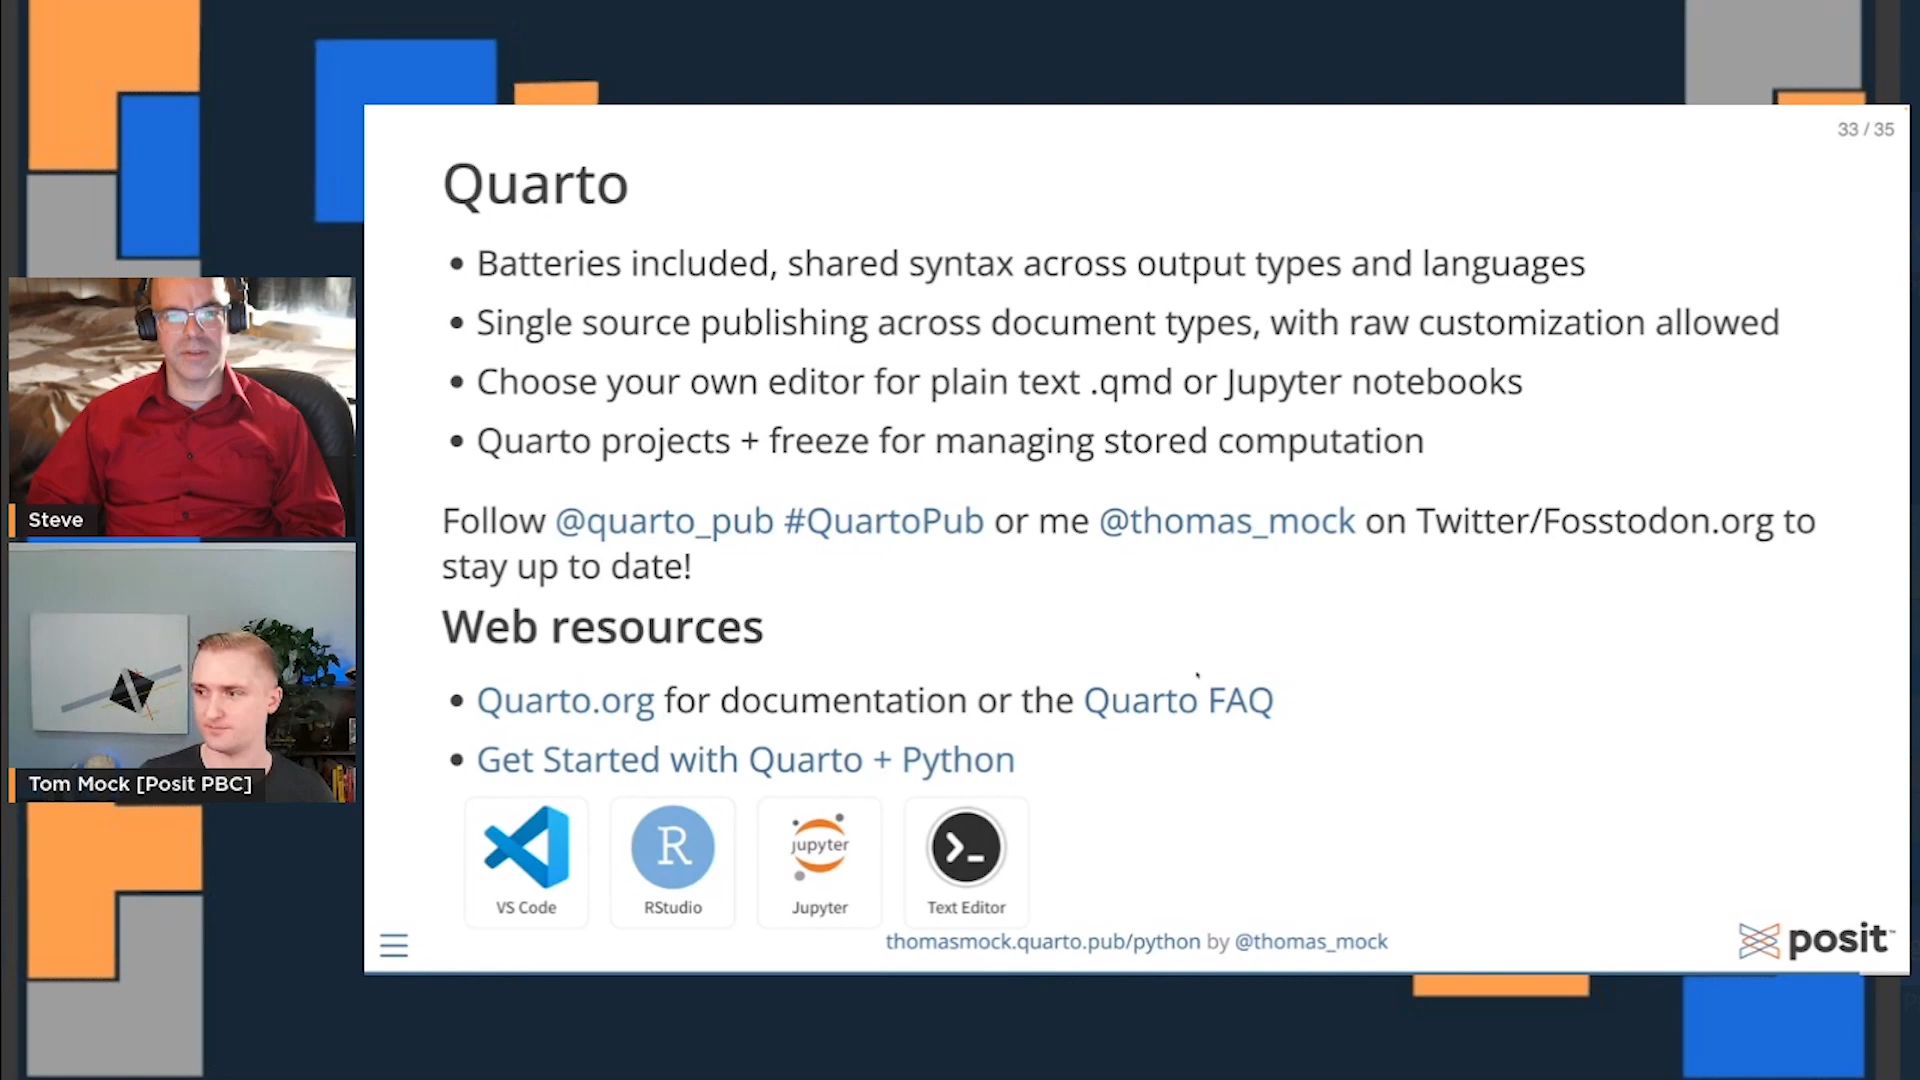 33 / 35
Quarto
• Batteries included, shared syntax across output types and languages
• Single source publishing across document types, with raw customization allowed
• Choose your own editor for plain text .qmd or Jupyter notebooks
• Quarto projects + freeze for managing stored computation
Follow @quarto_pub #QuartoPub or me @thomas_mock on Twitter/Fosstodon.org to
stay up to date!
Web resources
• Quarto.org for documentation or the Quarto FAQ
• Get Started with Quarto + Python
VS Code
R
RStudio
jupyter
Jupyter
Text Editor
thomasmock.quarto.pub/python by @thomas_mock
posit™
Steve
Tom Mock [Posit PBC]